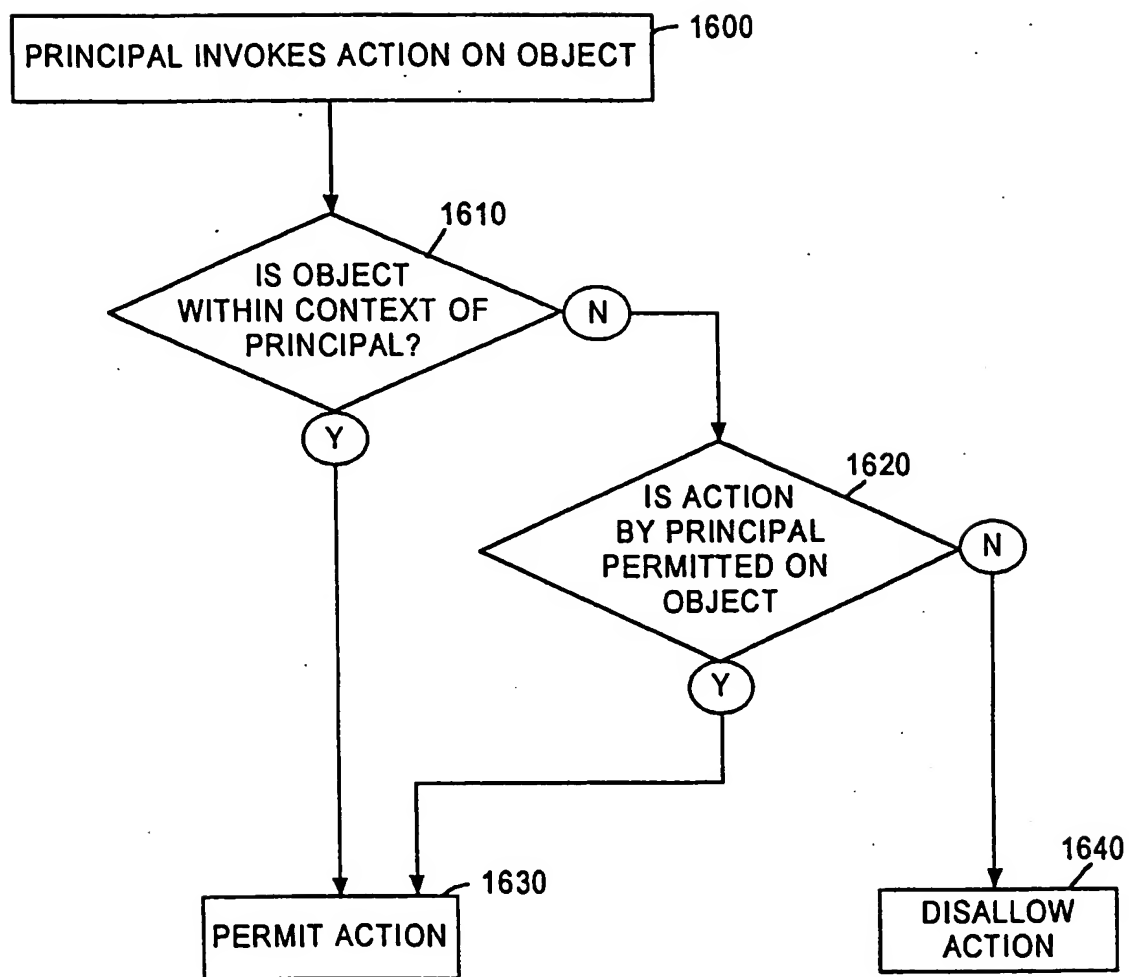 1600
PRINCIPAL INVOKES ACTION ON OBJECT
1610
IS OBJECT
WITHIN CONTEXT OF
PRINCIPAL?
N
Y
1620
IS ACTION
BY PRINCIPAL
PERMITTED ON
OBJECT
N
Y
1630
PERMIT ACTION
1640
DISALLOW
ACTION